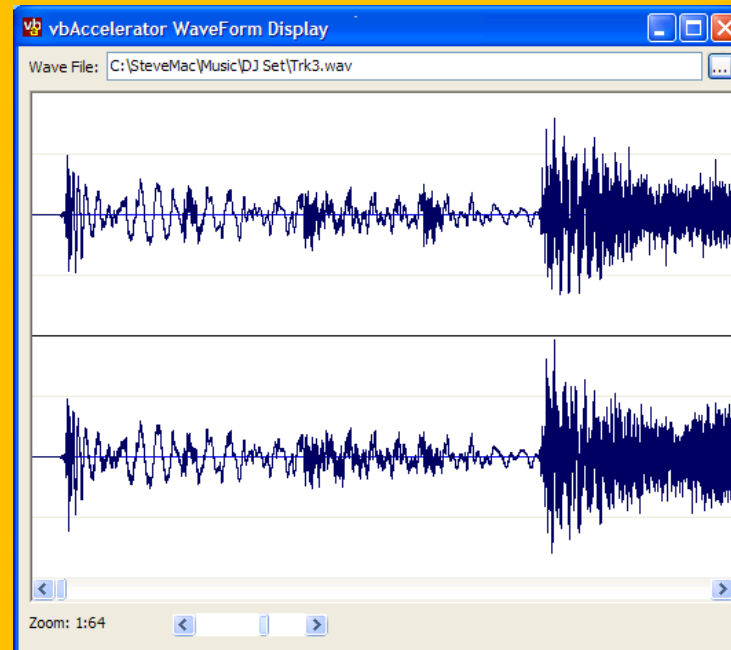 vbAccelerator WaveForm Display
Wave File: C:\SteveMac\Music\DJ Set\Trk3.wav ...
Zoom: 1:64